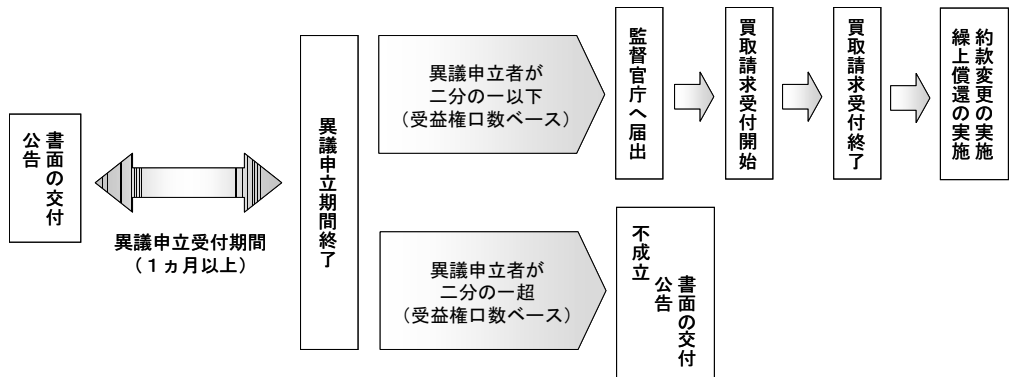 書面の交付
公告
異議申立受付期間
(1ヵ月以上)
異議申立期間終了
異議申立者が
二分の一以下
(受益権口数ベース)
監督官庁へ届出
買取請求受付開始
買取請求受付終了
約款変更の実施
繰上償還の実施
異議申立者が
二分の一超
(受益権口数ベース)
不成立
書面の交付
公告